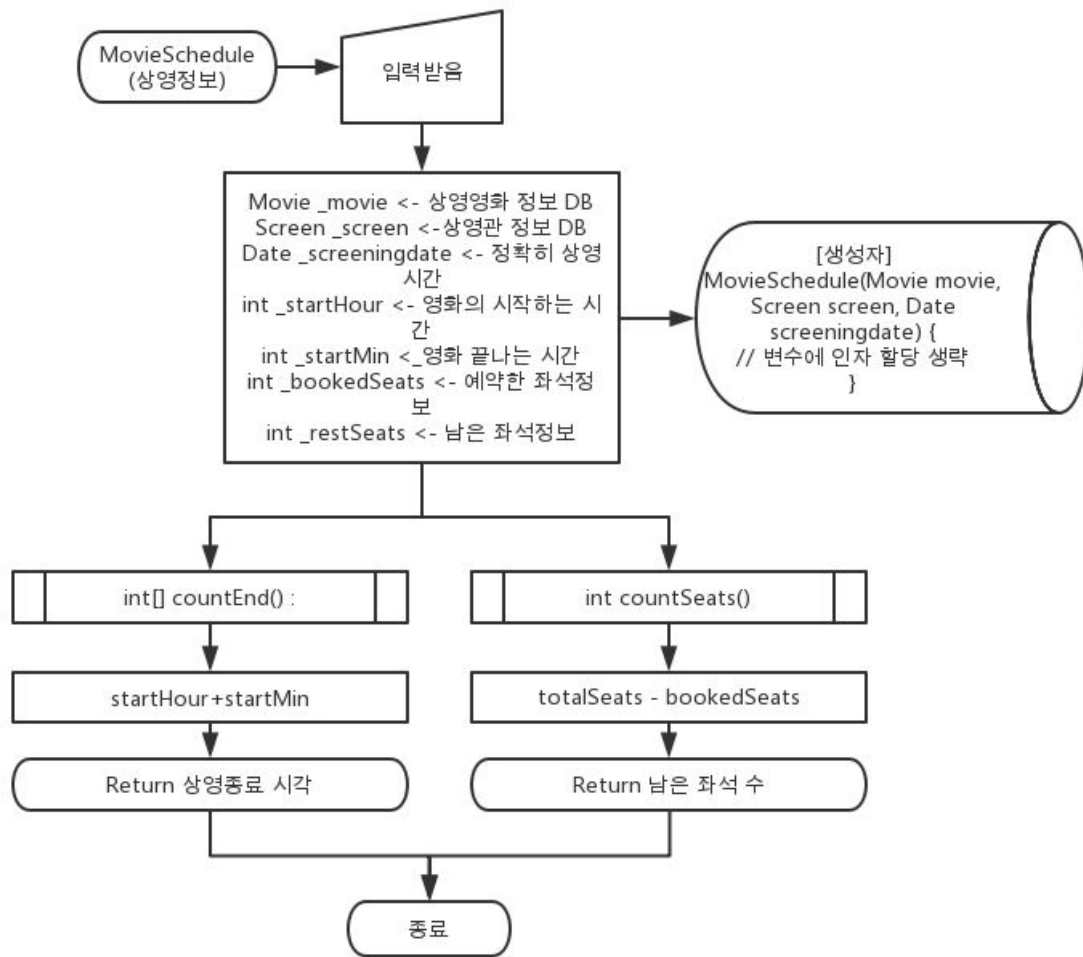 MovieSchedule
(상영정보)
입력받음
Movie _movie <- 상영영화 정보 DB
Screen _screen <-상영관 정보 DB
Date _screeningdate <- 정확히 상영
시간
int _startHour <- 영화의 시작하는 시
간
int _startMin <_영화 끝나는 시간
int _bookedSeats <- 예약한 좌석정
보
int _restSeats <- 남은 좌석정보
[생성자]
MovieSchedule(Movie movie,
Screen screen, Date
screeningdate) {
// 변수에 인자 할당 생략
}
int[] countEnd() :
int countSeats()
startHour+startMin
totalSeats - bookedSeats
Return 상영종료 시각
Return 남은 좌석 수
종료